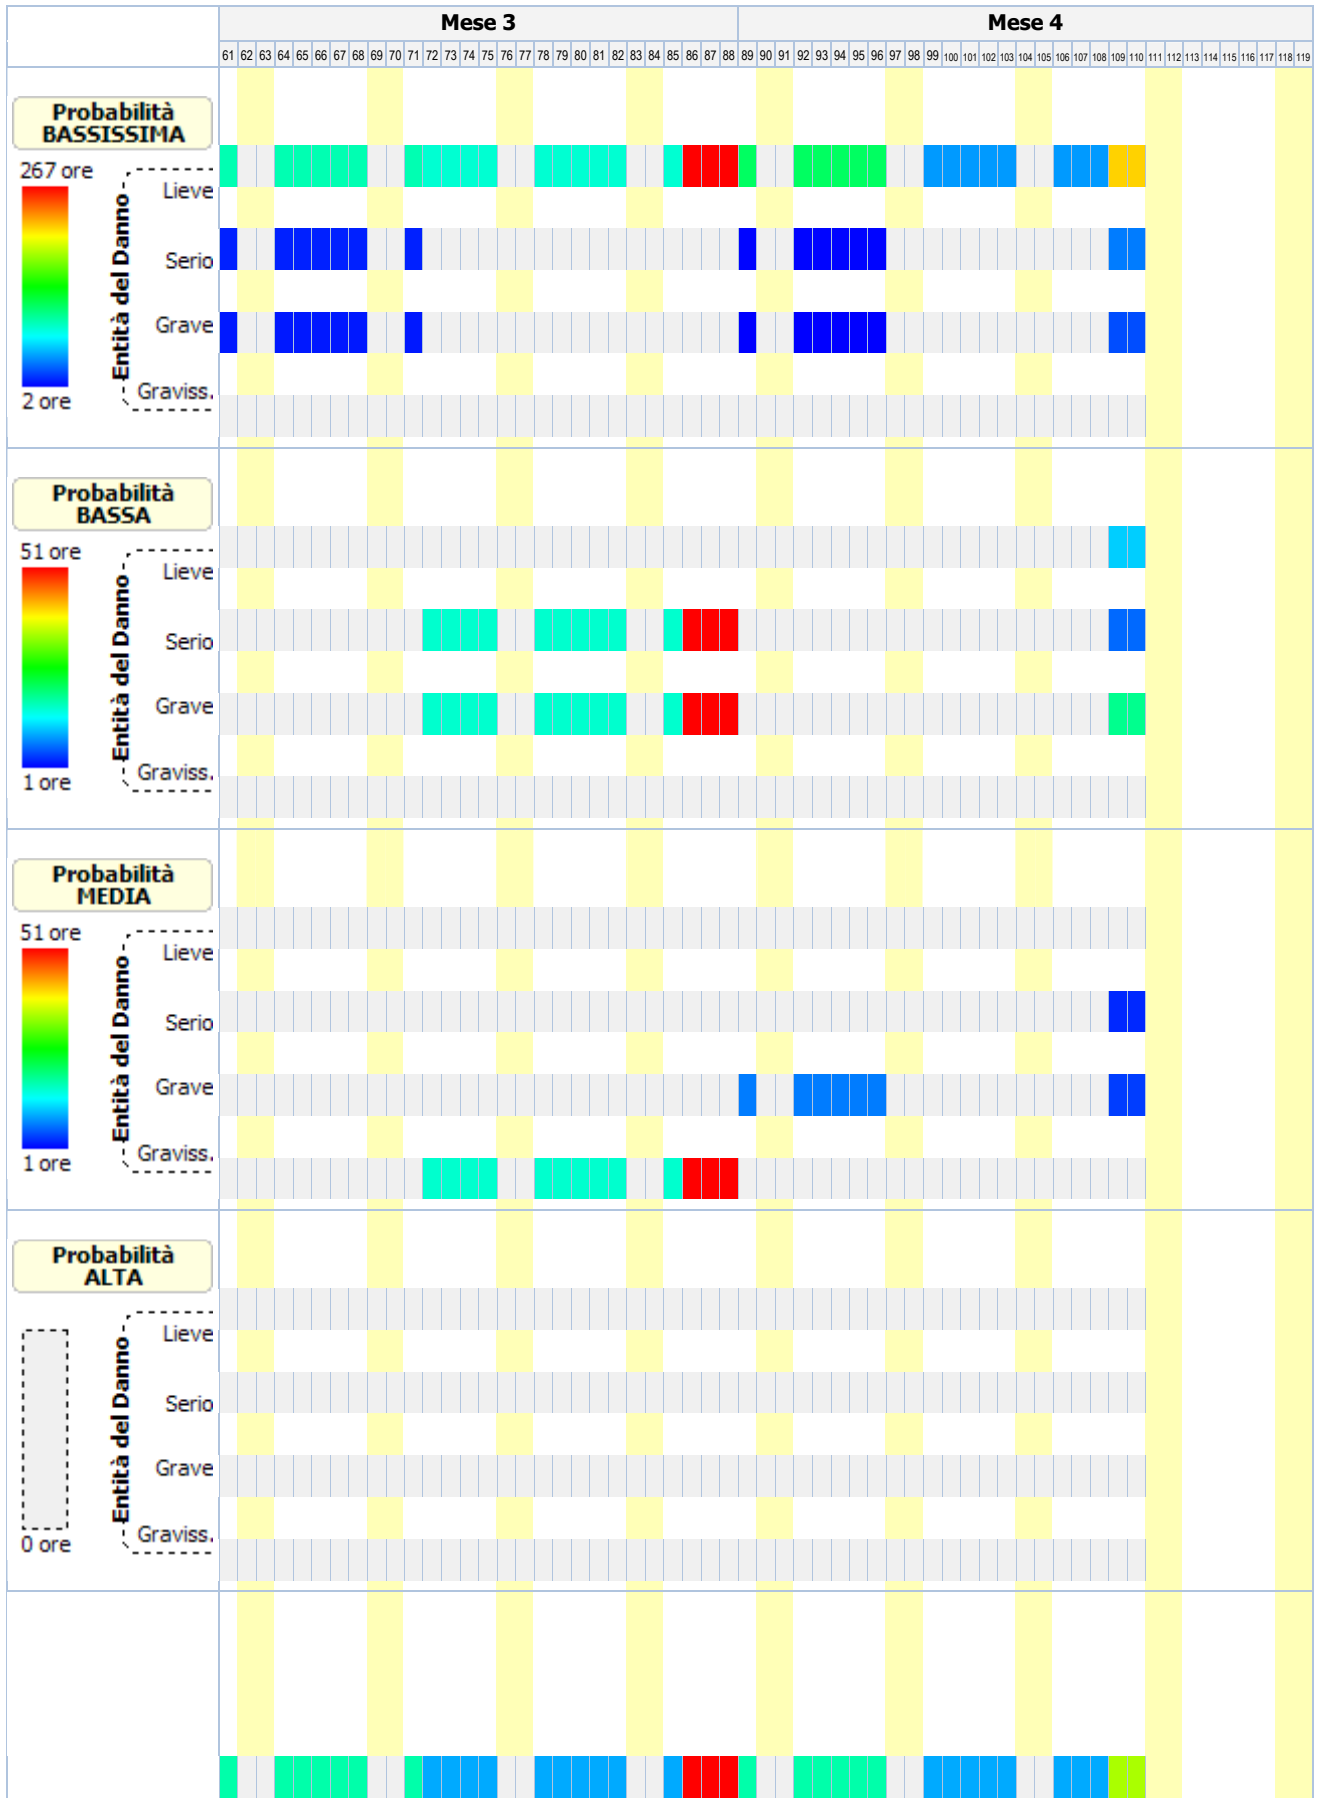 Mese 3 Mese 4
61 62 63 64 65 66 67 68 69 70 71 72 73 74 75 76 77 78 79 80 81 82 83 84 85 86 87 88 89 90 91 92 93 94 95 96 97 98 99 100 101 102 103 104 105 106 107 108 109 110 111 112 113 114 115 116 117 118 119
Probabilità
BASSISSIMA
267 ore
Entità del Danno
Lieve
Serio
Grave
Graviss.
2 ore
Probabilità
BASSA
51 ore
Entità del Danno
Lieve
Serio
Grave
Graviss.
1 ore
Probabilità
MEDIA
51 ore
Entità del Danno
Lieve
Serio
Grave
Graviss.
1 ore
Probabilità
ALTA
Entità del Danno
Lieve
Serio
Grave
Graviss.
0 ore